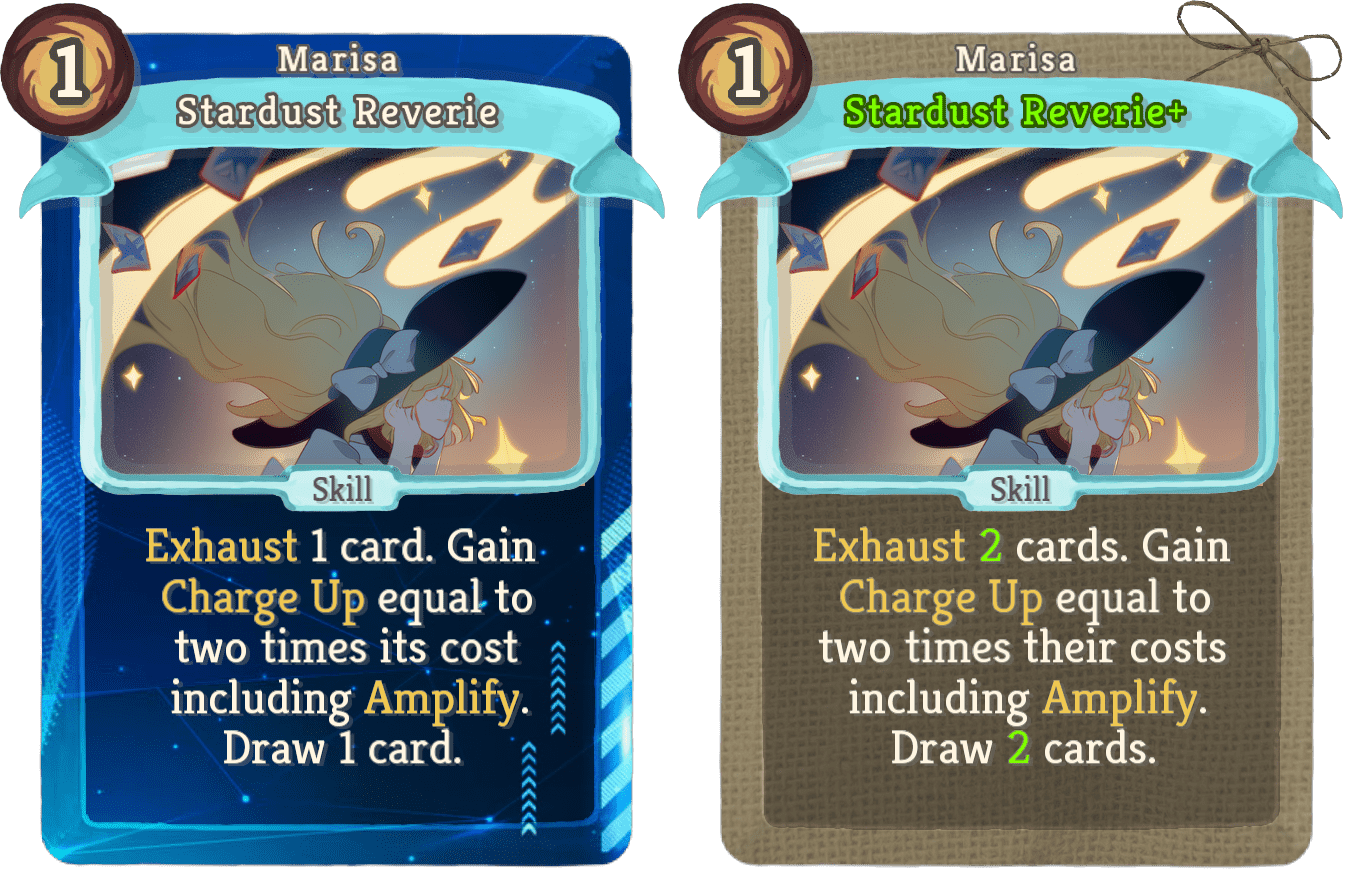 1
Marisa
Stardust Reverie
Skill
Exhaust 1 card. Gain
Charge Up equal to
two times its cost
including Amplify.
Draw 1 card.
1
Marisa
Stardust Reverie+
Skill
Exhaust 2 cards. Gain
Charge Up equal to
two times their costs
including Amplify.
Draw 2 cards.